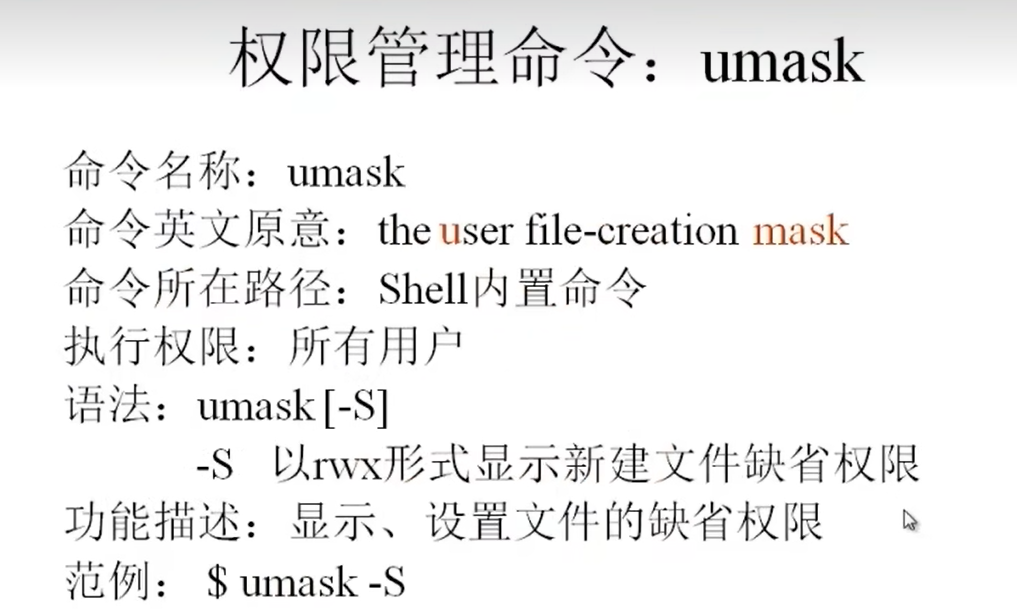 权限管理命令：umask
命令名称：umask
命令英文原意：the user file-creation mask
命令所在路径：Shell内置命令
执行权限：所有用户
语法：umask [-S]
-S 以rwx形式显示新建文件缺省权限
功能描述：显示、设置文件的缺省权限
范例： $ umask -S